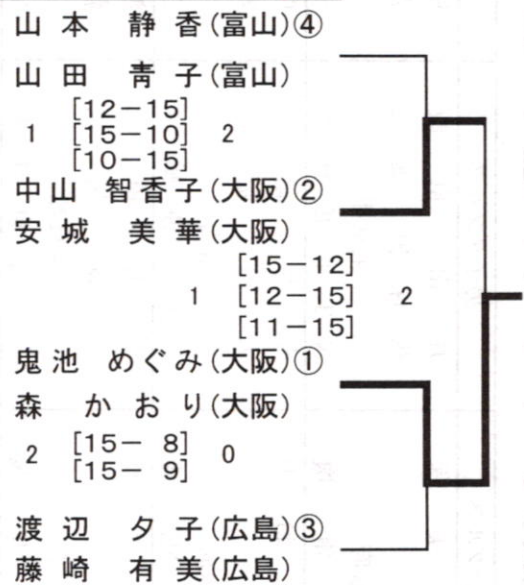 山本 静香(富山)④
山田 青子(富山)
[12-15]
1 [15-10] 2
[10-15]
中山 智香子(大阪)②
安城 美華(大阪)
[15-12]
1 [12-15] 2
[11-15]
鬼池 めぐみ(大阪)①
森 かおり(大阪)
2 [15- 8] 0
[15- 9]
渡辺 夕子(広島)③
藤崎 有美(広島)